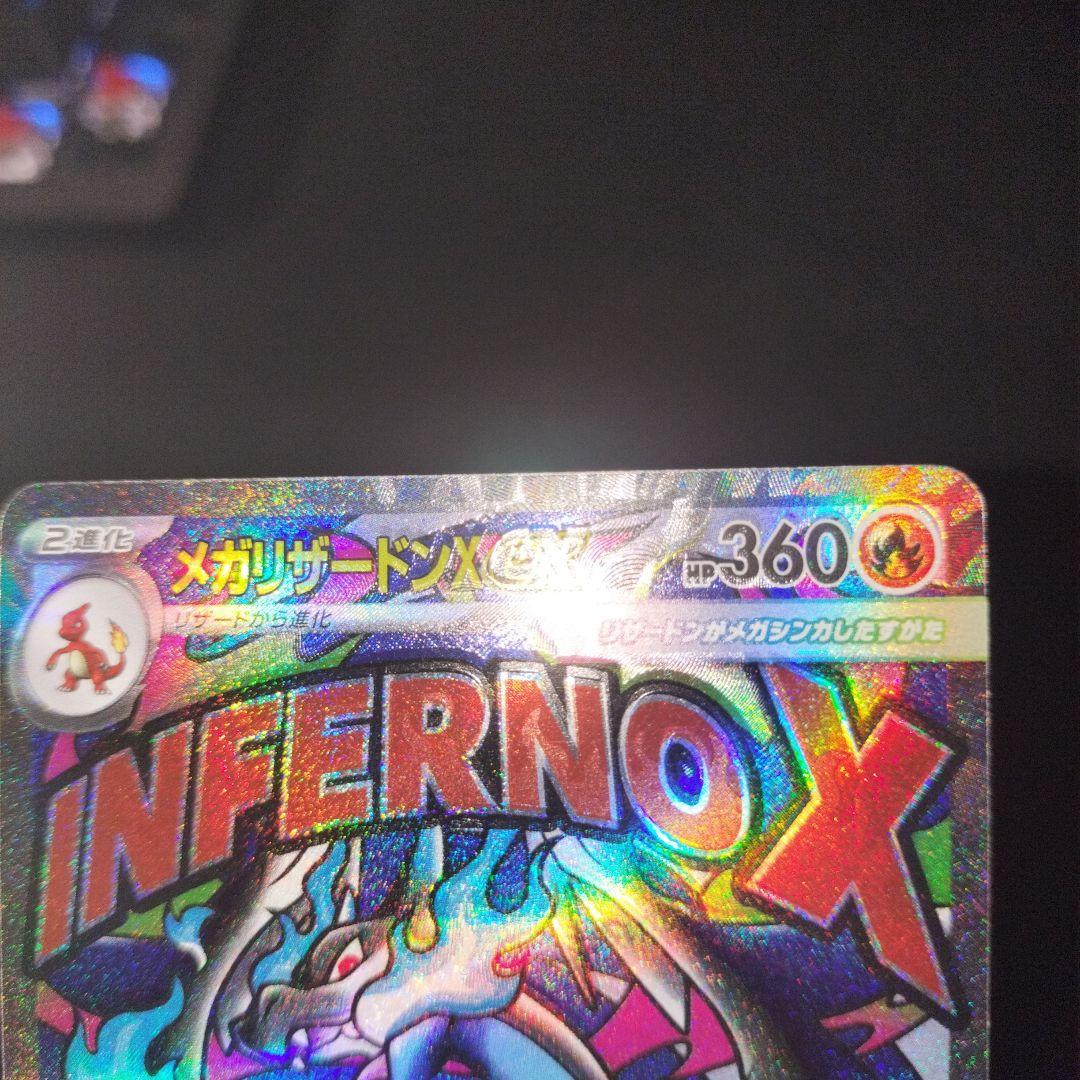 2進化
メガリザードンX ex HP360
リザードから進化
リザードンがメガシンカしたすがた
INFERNO X